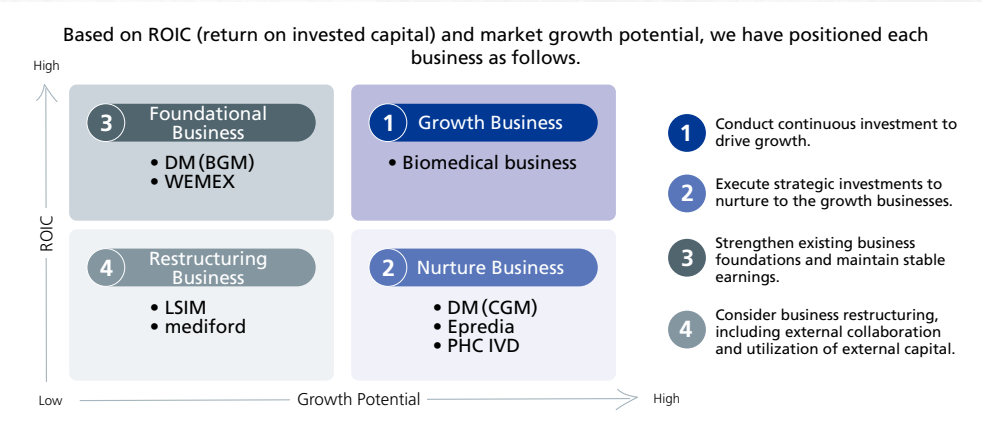 Based on ROIC (return on invested capital) and market growth potential, we have positioned each
business as follows.
High
3
Foundational
Business
• DM (BGM)
• WEMEX
1
Growth Business
• Biomedical business
4
Restructuring
Business
• LSIM
• mediford
2
Nurture Business
• DM (CGM)
• Epredia
• PHC IVD
ROIC
Low
Growth Potential
High
1
Conduct continuous investment to
drive growth.
2
Execute strategic investments to
nurture to the growth businesses.
3
Strengthen existing business
foundations and maintain stable
earnings.
4
Consider business restructuring,
including external collaboration
and utilization of external capital.